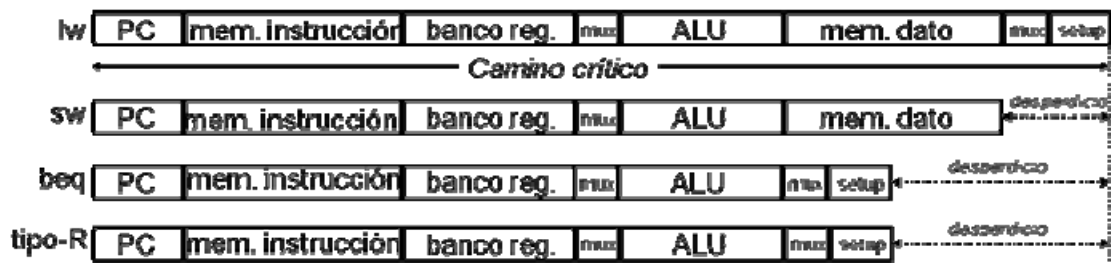 lw PC mem. instrucción banco reg. mux ALU mem. dato mux setup
Camino crítico
sw PC mem. instrucción banco reg. mux ALU mem. dato desperdicio
beq PC mem. instrucción banco reg. mux ALU mux setup desperdicio
tipo-R PC mem. instrucción banco reg. mux ALU mux setup desperdicio